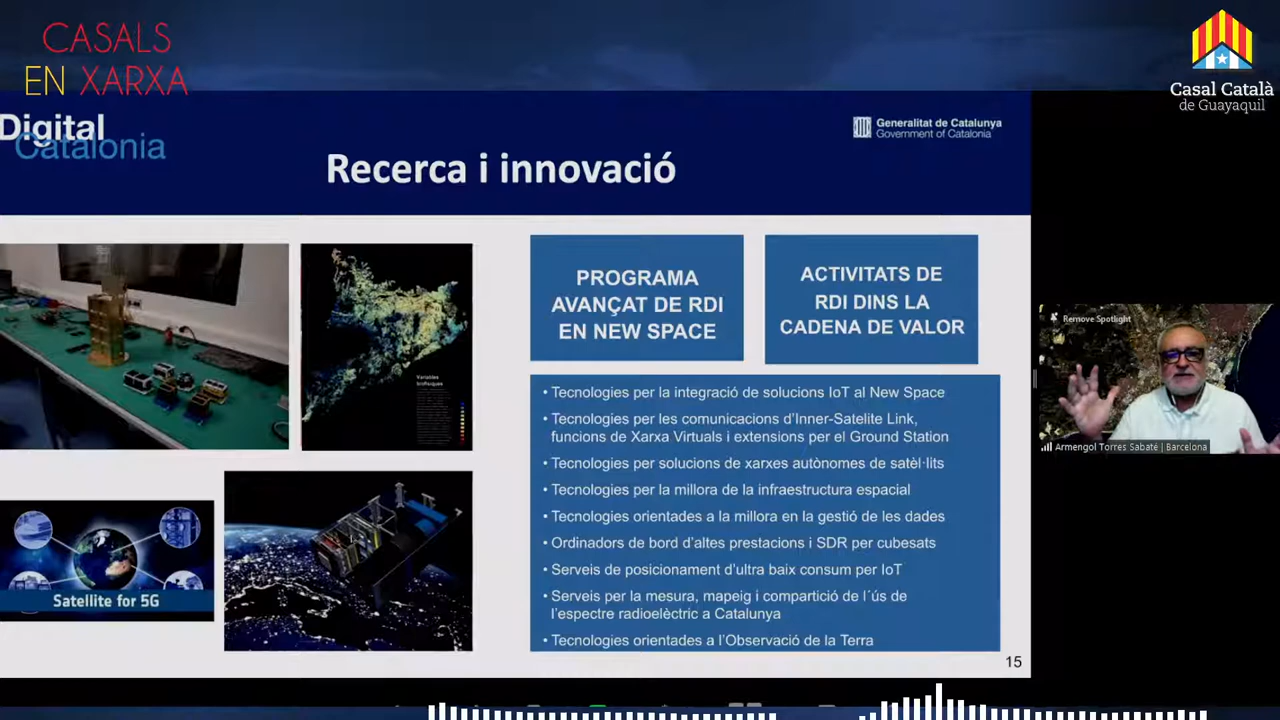 CASALS
EN XARXA
Casal Català
de Guayaquil
Digital
Catalonia
Generalitat de Catalunya
Government of Catalonia
Recerca i innovació
PROGRAMA
AVANÇAT DE RDI
EN NEW SPACE
ACTIVITATS DE
RDI DINS LA
CADENA DE VALOR
• Tecnologies per la integració de solucions IoT al New Space
• Tecnologies per les comunicacions d'Inner-Satelite Link,
funcions de Xarxa Virtuals i extensions per el Ground Station
• Tecnologies per solucions de xarxes autònomes de satèl·lits
• Tecnologies per la millora de la infraestructura espacial
• Tecnologies orientades a la millora en la gestió de les dades
• Ordinadors de bord d'altes prestacions i SDR per cubesats
• Serveis de posicionament d'ultra baix consum per IoT
• Serveis per la mesura, mapeig i compartició de l´ús de
l'espectre radioelèctric a Catalunya
• Tecnologies orientades a l'Observació de la Terra
Variables
biofísiques
Satellite for 5G
15
Remove Spotlight
Armengol Torres Sabaté | Barcelona